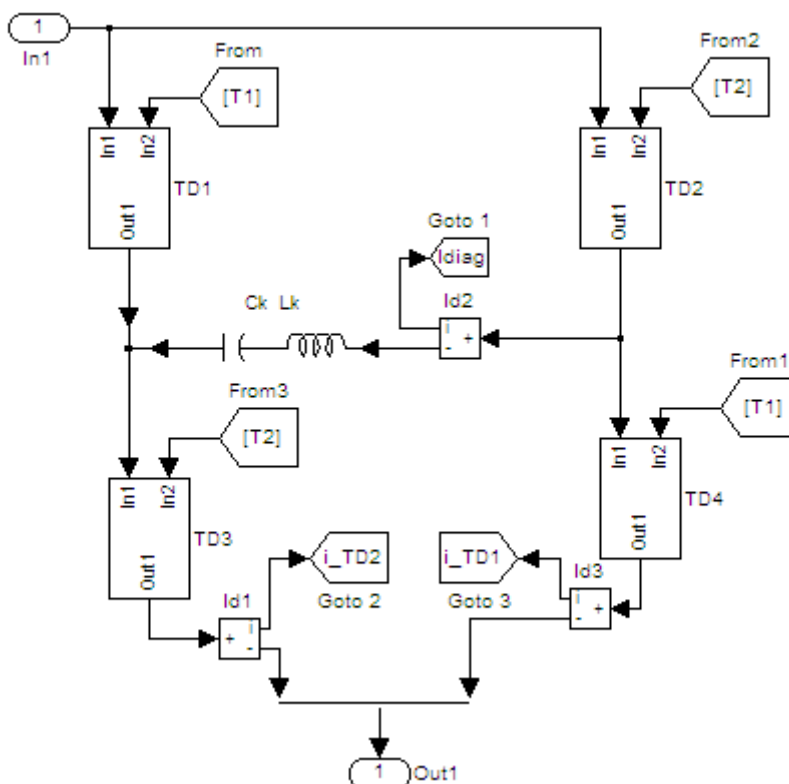 1
In1
From
[T1]
From2
[T2]
In1
In2
Out1
TD1
In1
In2
Out1
TD2
Goto 1
Idiag
Id2
i
-
+
Ck Lk
From3
[T2]
From1
[T1]
In1
In2
Out1
TD3
In1
In2
Out1
TD4
i_TD2
Goto 2
i_TD1
Goto 3
Id1
+
i
-
Id3
i
-
+
1
Out1